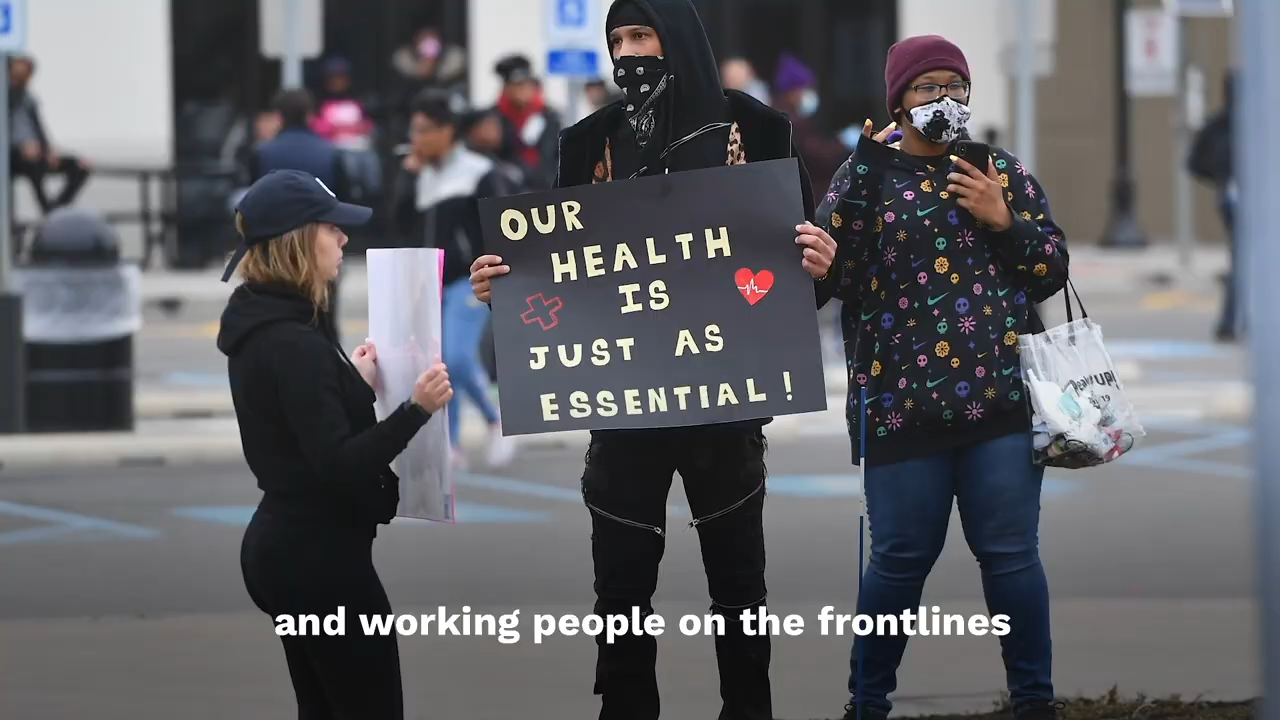 OUR
HEALTH
IS
JUST AS
ESSENTIAL!
and working people on the frontlines